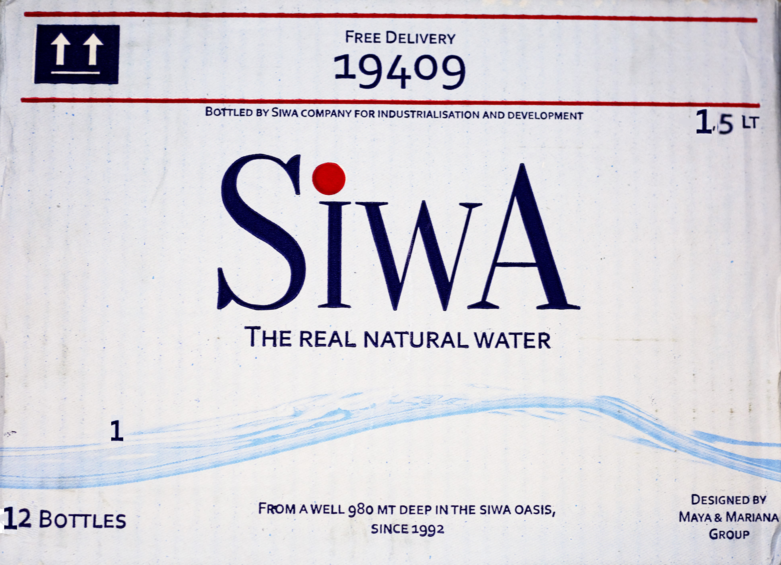 FREE DELIVERY
19409
BOTTLED BY SIWA COMPANY FOR INDUSTRIALISATION AND DEVELOPMENT
1,5 LT
SiWA
THE REAL NATURAL WATER
1
12 BOTTLES
FROM A WELL 980 MT DEEP IN THE SIWA OASIS,
SINCE 1992
DESIGNED BY
MAYA & MARIANA
GROUP